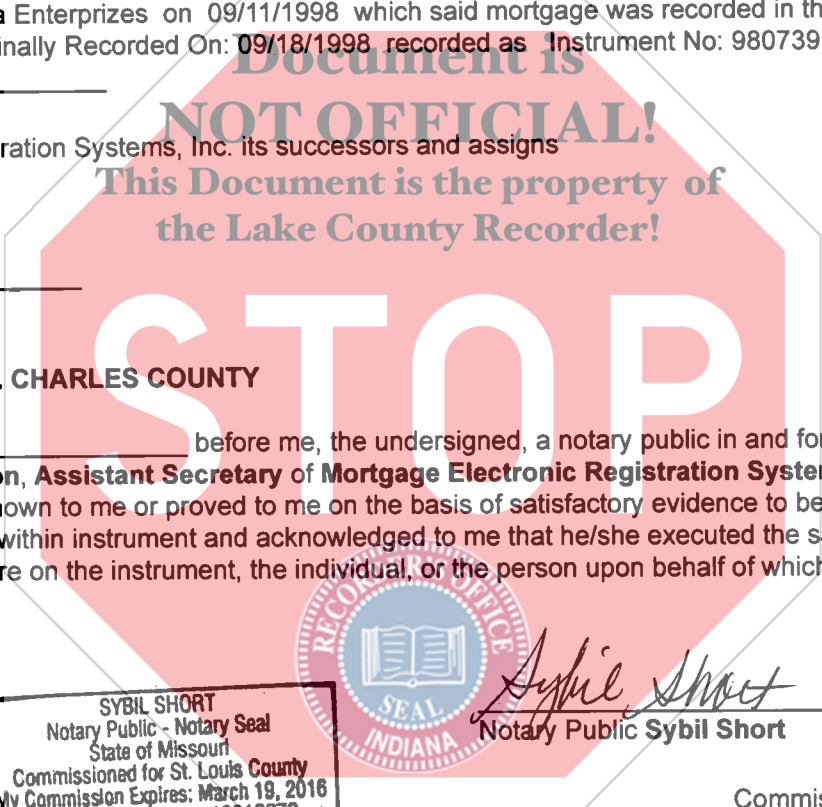 a Enterprizes on 09/11/1998 which said mortgage was recorded in th
inally Recorded On: 09/18/1998 recorded as Instrument No: 980739
Document is
NOT OFFICIAL!
ration Systems, Inc. its successors and assigns
This Document is the property of
the Lake County Recorder!
STOP
. CHARLES COUNTY
before me, the undersigned, a notary public in and for
on, Assistant Secretary of Mortgage Electronic Registration System
nown to me or proved to me on the basis of satisfactory evidence to be
within instrument and acknowledged to me that he/she executed the sa
re on the instrument, the individual, or the person upon behalf of which
RECORDER'S OFFICE
SEAL
INDIANA
Sybil Short
Notary Public Sybil Short
SYBIL SHORT
Notary Public - Notary Seal
State of Missouri
Commissioned for St. Louis County
My Commission Expires: March 19, 2016
Commis